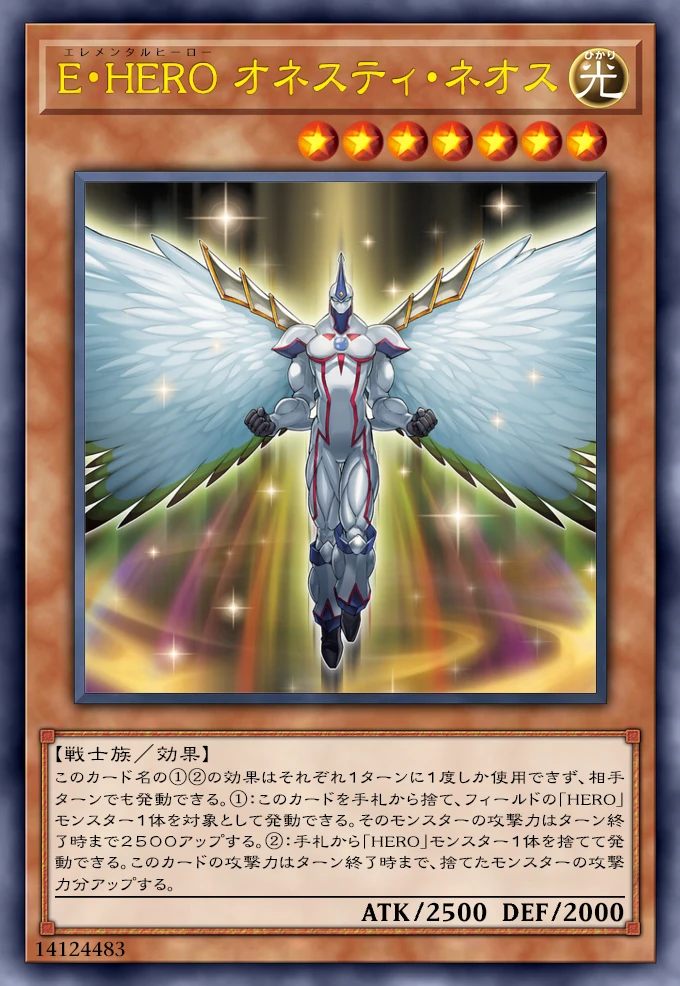 エレメンタルヒーロー
E・HERO オネスティ・ネオス
ひかり
光
【戦士族／効果】
このカード名の①②の効果はそれぞれ1ターンに1度しか使用できず、相手
ターンでも発動できる。①：このカードを手札から捨て、フィールドの「HERO」
モンスター1体を対象として発動できる。そのモンスターの攻撃力はターン終
了時まで2500アップする。②：手札から「HERO」モンスター1体を捨てて発
動できる。このカードの攻撃力はターン終了時まで、捨てたモンスターの攻撃
力分アップする。
ATK/2500 DEF/2000
14124483